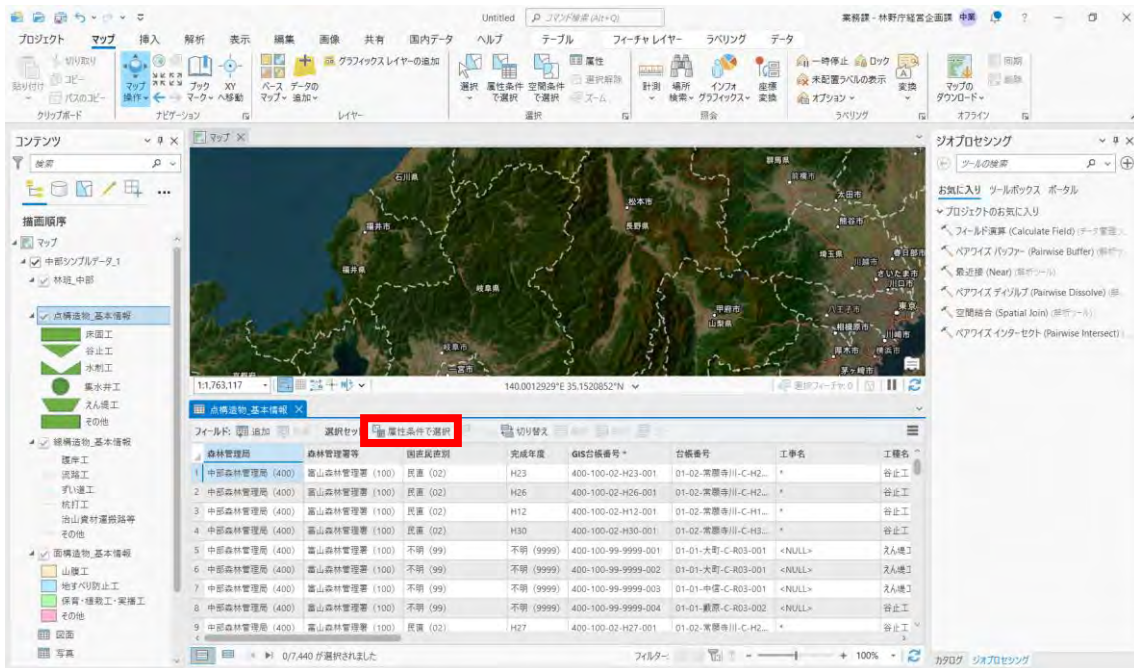 Untitled
コマンド検索 (Alt+Q)
業務課 - 林野庁経営企画課
中業
プロジェクト マップ 挿入 解析 表示 編集 画像 共有 国内データ ヘルプ テーブル フィーチャ レイヤー ラベリング データ
貼り付け
切り取り
コピー
パスのコピー
クリップボード
マップ操作
ブックマーク
XYへ移動
ナビゲーション
ベースマップ
データの追加
グラフィックス レイヤーの追加
レイヤー
選択
属性条件で選択
空間条件で選択
属性
選択解除
ズーム
選択
計測
場所検索
インフォグラフィックス
座標変換
照会
一時停止
ロック
未配置ラベルの表示
オプション
変換
ラベリング
マップのダウンロード
同期
削除
オフライン
コンテンツ
検索
描画順序
マップ
中部シンプルデータ_1
林班_中部
点構造物_基本情報
床固工
谷止工
水制工
集水井工
えん堤工
その他
線構造物_基本情報
護岸工
流路工
杭打工
治山資材運搬路等
その他
面構造物_基本情報
山腹工
地すべり防止工
保育・植栽工・実播工
その他
図面
写真
マップ
石川県
福井市
福井県
岐阜県
岐阜市
一宮市
松本市
長野県
群馬県
前橋市
太田市
熊谷市
埼玉県
川越市
春日部市
さいたま市
川口市
東京
八王子市
甲府市
山梨県
相模原市
川崎市
厚木市
横浜市
茅ヶ崎市
1:1,763,117
140.0012929°E 35.1520852°N
選択フィーチャ: 0
点構造物_基本情報
フィールド: 追加 選択セット: 属性条件で選択 切り替え
森林管理局 森林管理署等 国直民直別 完成年度 GIS台帳番号 * 台帳番号 工事名 工種名
1 中部森林管理局 (400) 富山森林管理署 (100) 民直 (02) H23 400-100-02-H23-001 01-02-常願寺川-C-H2... * 谷止工
2 中部森林管理局 (400) 富山森林管理署 (100) 民直 (02) H26 400-100-02-H26-001 01-02-常願寺川-C-H2... * 谷止工
3 中部森林管理局 (400) 富山森林管理署 (100) 民直 (02) H12 400-100-02-H12-001 01-02-常願寺川-C-H1... * 谷止工
4 中部森林管理局 (400) 富山森林管理署 (100) 民直 (02) H30 400-100-02-H30-001 01-02-常願寺川-C-H3... * 谷止工
5 中部森林管理局 (400) 富山森林管理署 (100) 不明 (99) 不明 (9999) 400-100-99-9999-001 01-01-大町-C-R03-001 <NULL> えん堤工
6 中部森林管理局 (400) 富山森林管理署 (100) 不明 (99) 不明 (9999) 400-100-99-9999-002 01-01-大町-C-R03-001 <NULL> えん堤工
7 中部森林管理局 (400) 富山森林管理署 (100) 不明 (99) 不明 (9999) 400-100-99-9999-003 01-01-中信-C-R03-001 <NULL> えん堤工
8 中部森林管理局 (400) 富山森林管理署 (100) 不明 (99) 不明 (9999) 400-100-99-9999-004 01-01-蕨原-C-R03-002 <NULL> 谷止工
9 中部森林管理局 (400) 富山森林管理署 (100) 民直 (02) H27 400-100-02-H27-001 01-02-常願寺川-C-H2... * 谷止工
0/7,440 が選択されました
フィルター:
100%
ジオプロセシング
ツールの検索
お気に入り ツールボックス ポータル
プロジェクトのお気に入り
フィールド演算 (Calculate Field)
ペアワイズ バッファー (Pairwise Buffer)
最近接 (Near) (解析ツール)
ペアワイズ ディゾルブ (Pairwise Dissolve)
空間結合 (Spatial Join) (解析ツール)
ペアワイズ インターセクト (Pairwise Intersect)
カタログ ジオプロセシング